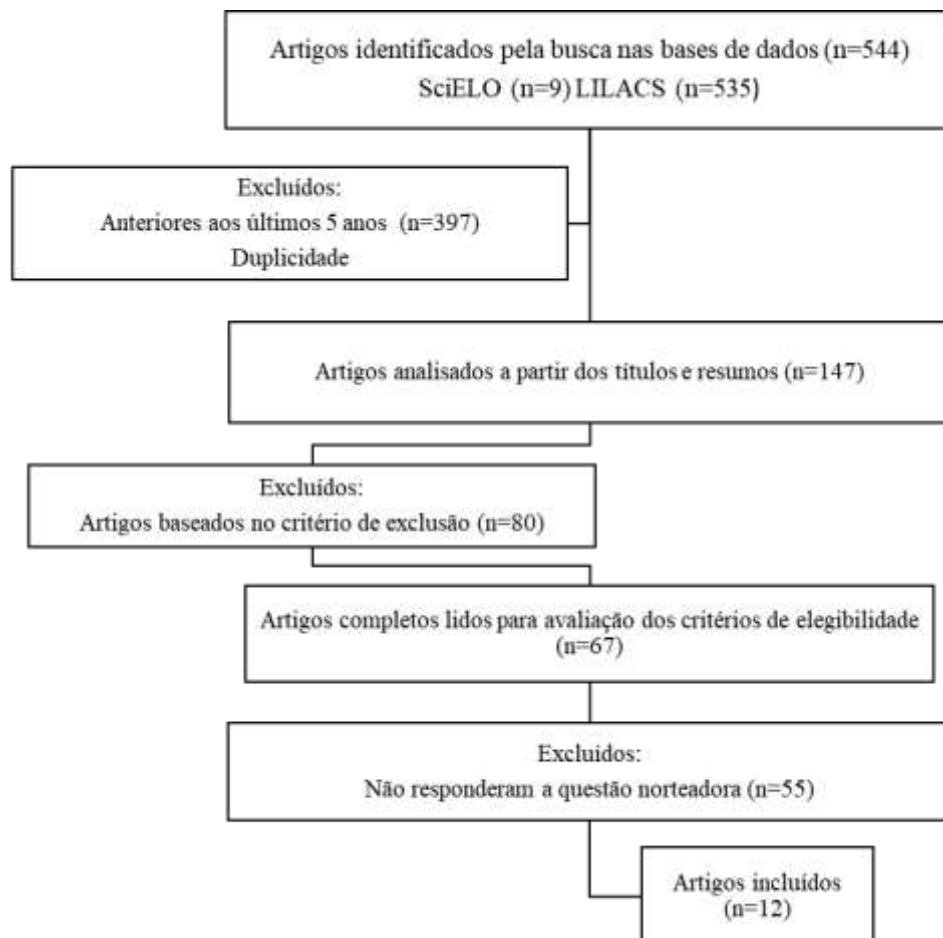 Artigos identificados pela busca nas bases de dados (n=544)
SciELO (n=9) LILACS (n=535)
Excluídos:
Anteriores aos últimos 5 anos (n=397)
Duplicidade
Artigos analisados a partir dos títulos e resumos (n=147)
Excluídos:
Artigos baseados no critério de exclusão (n=80)
Artigos completos lidos para avaliação dos critérios de elegibilidade
(n=67)
Excluídos:
Não responderam a questão norteadora (n=55)
Artigos incluídos
(n=12)